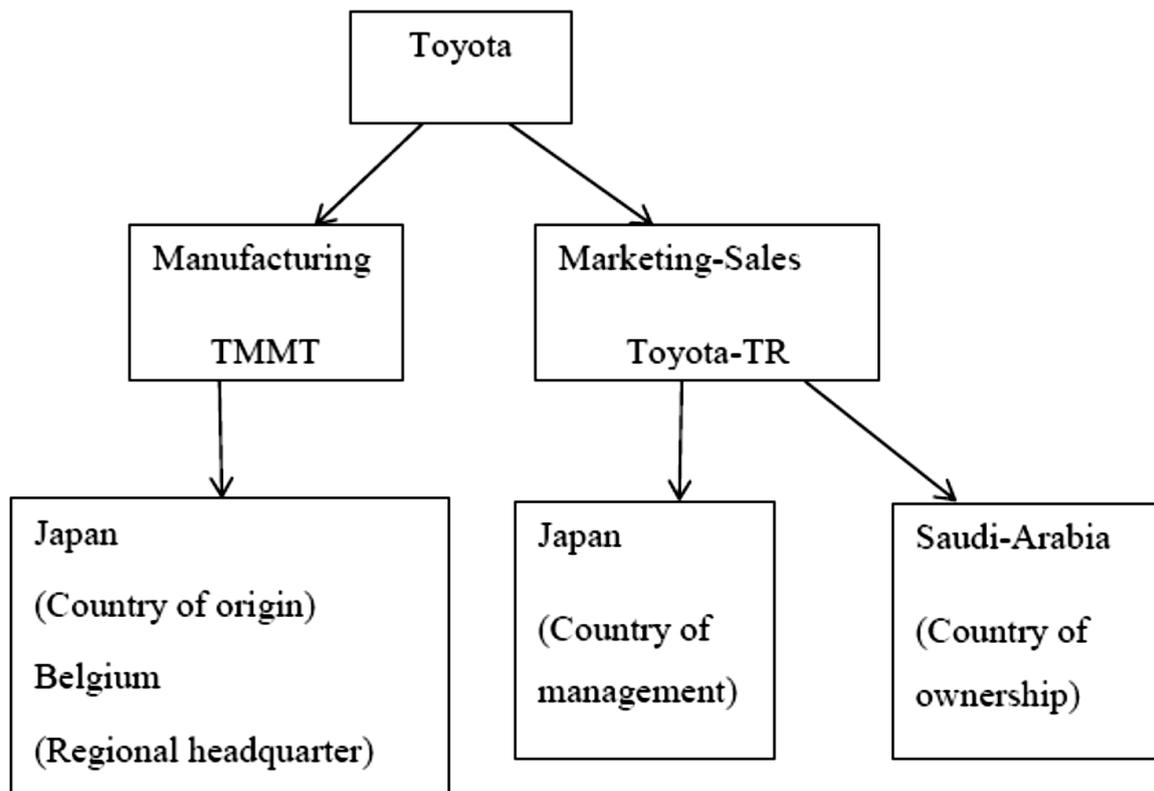 Toyota
Manufacturing
TMMT
Marketing-Sales
Toyota-TR
Japan
(Country of origin)
Belgium
(Regional headquarter)
Japan
(Country of
management)
Saudi-Arabia
(Country of
ownership)